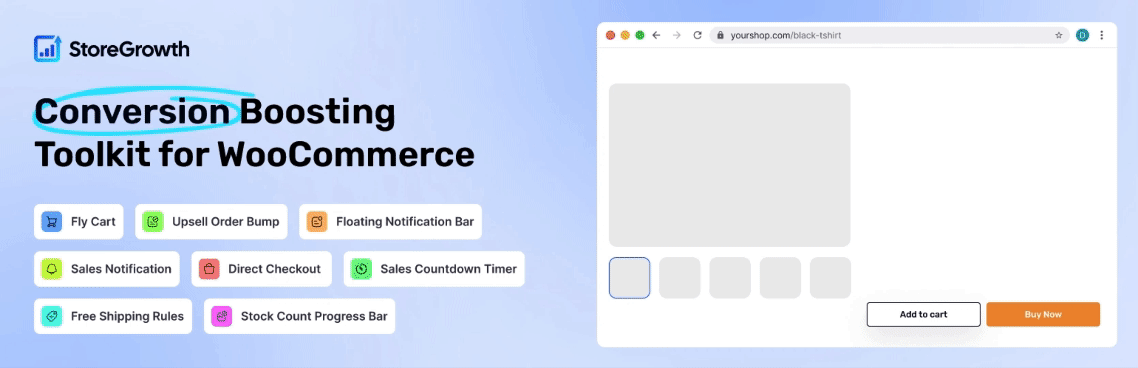 StoreGrowth
Conversion Boosting
Toolkit for WooCommerce
Fly Cart
Upsell Order Bump
Floating Notification Bar
Sales Notification
Direct Checkout
Sales Countdown Timer
Free Shipping Rules
Stock Count Progress Bar
yourshop.com/black-tshirt
D
Add to cart
Buy Now